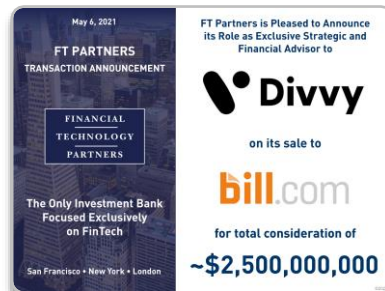 May 6, 2021
FT PARTNERS
TRANSACTION ANNOUNCEMENT
FINANCIAL
TECHNOLOGY
PARTNERS
The Only Investment Bank
Focused Exclusively
on FinTech
San Francisco • New York • London
FT Partners is Pleased to Announce
its Role as Exclusive Strategic and
Financial Advisor to
Divvy
on its sale to
bill.com
for total consideration of
~$2,500,000,000